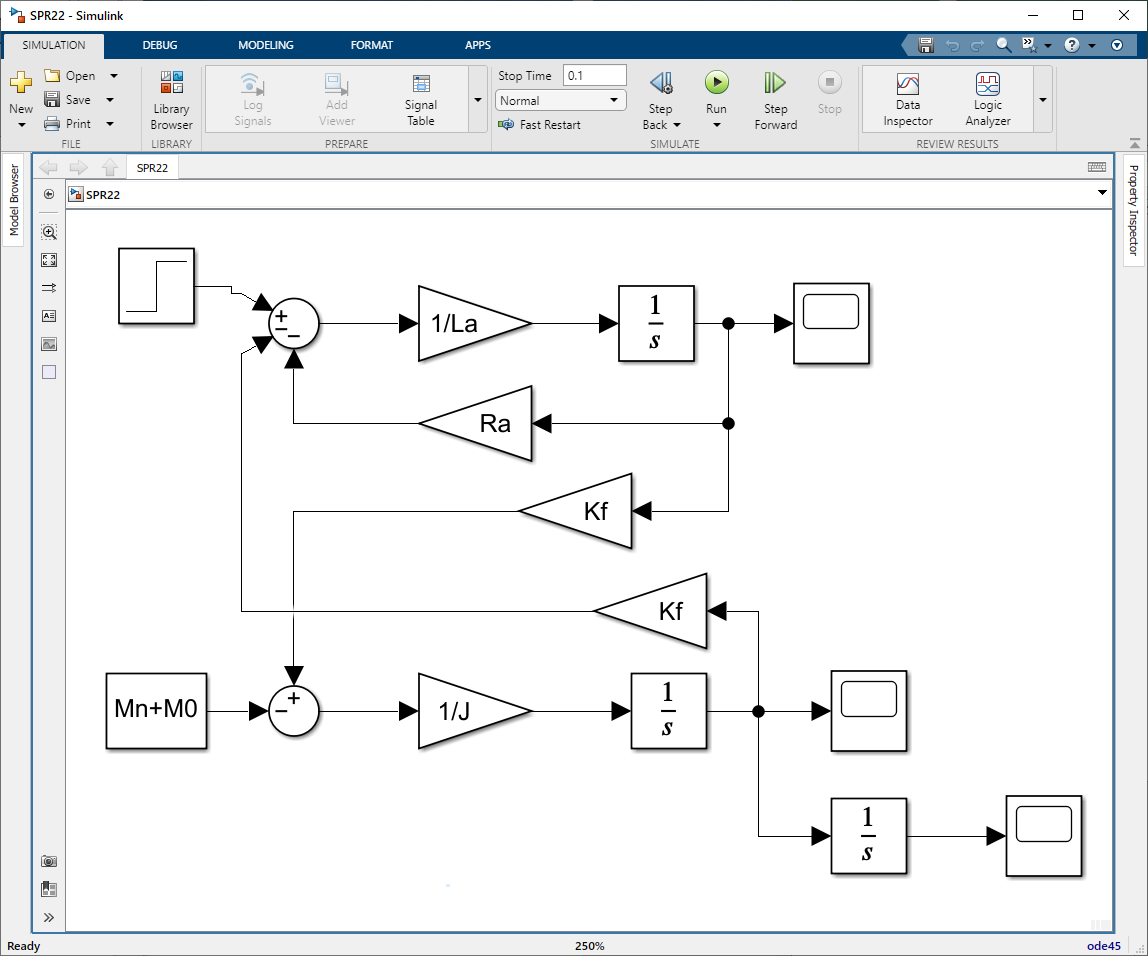 SPR22 - Simulink
SIMULATION DEBUG MODELING FORMAT APPS
New
Open
Save
Print
FILE
Library
Browser
LIBRARY
Log
Signals
Add
Viewer
Signal
Table
PREPARE
Stop Time 0.1
Normal
Fast Restart
Step
Back
Run
Step
Forward
Stop
SIMULATE
Data
Inspector
Logic
Analyzer
REVIEW RESULTS
Model Browser
SPR22
SPR22
Property Inspector
+
−
−
1/La
1
s
Ra
Kf
Kf
Mn+M0
+
−
1/J
1
s
1
s
Ready 250% ode45